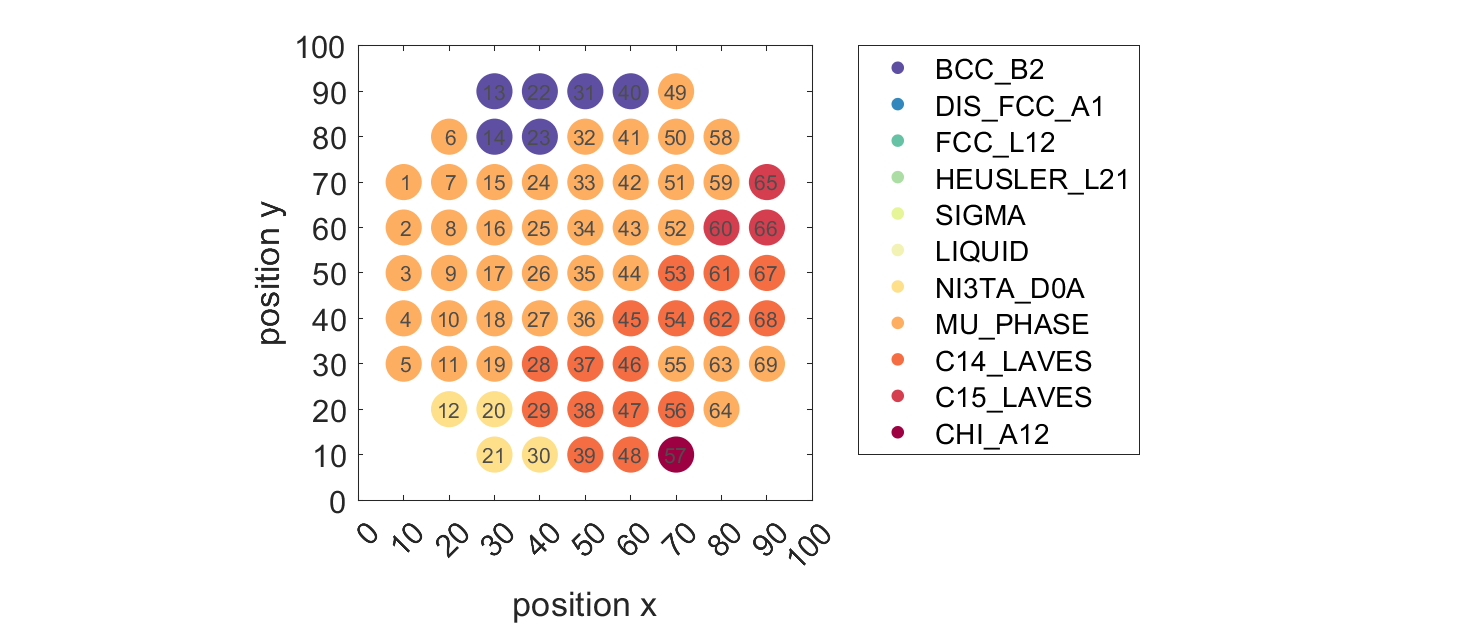 100
90 13 22 31 40 49
80 6 14 23 32 41 50 58
70 1 7 15 24 33 42 51 59 65
60 2 8 16 25 34 43 52 60 66
50 3 9 17 26 35 44 53 61 67
40 4 10 18 27 36 45 54 62 68
30 5 11 19 28 37 46 55 63 69
20 12 20 29 38 47 56 64
10 21 30 39 48 57
0
0 10 20 30 40 50 60 70 80 90 100
position x
position y
BCC_B2
DIS_FCC_A1
FCC_L12
HEUSLER_L21
SIGMA
LIQUID
NI3TA_D0A
MU_PHASE
C14_LAVES
C15_LAVES
CHI_A12